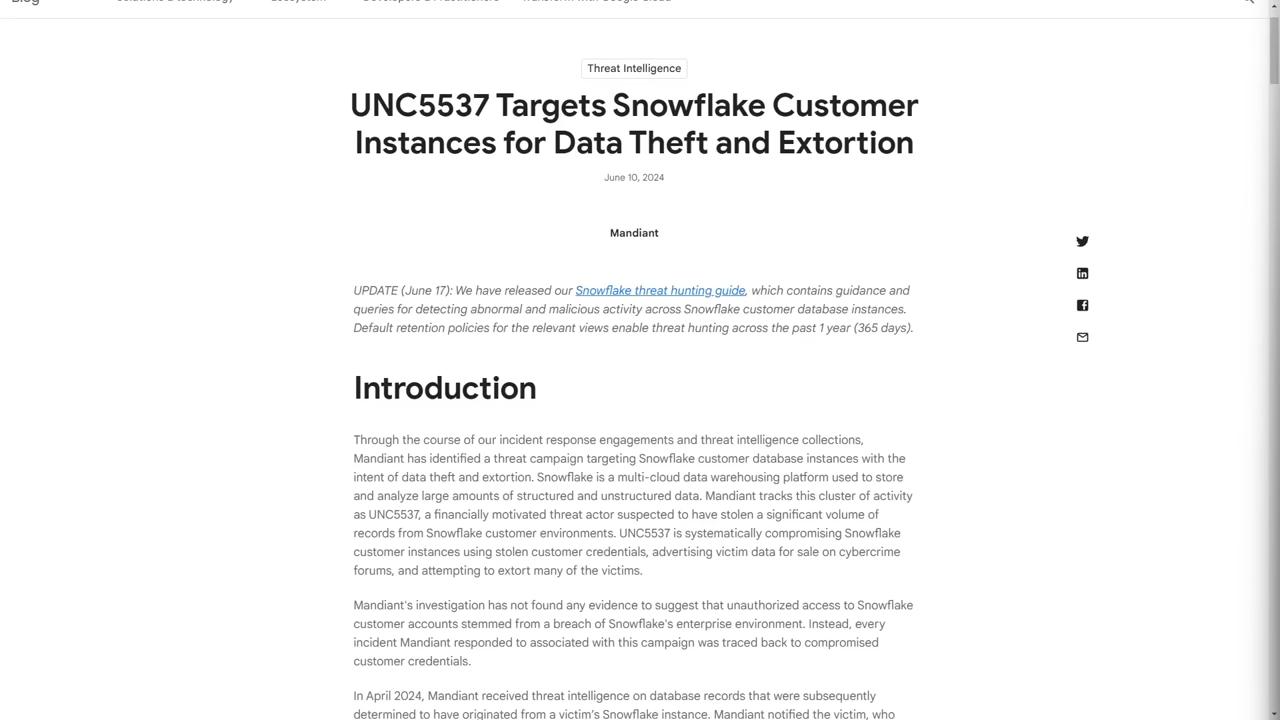 Blog
Threat Intelligence
UNC5537 Targets Snowflake Customer
Instances for Data Theft and Extortion
June 10, 2024
Mandiant
UPDATE (June 17): We have released our Snowflake threat hunting guide, which contains guidance and
queries for detecting abnormal and malicious activity across Snowflake customer database instances.
Default retention policies for the relevant views enable threat hunting across the past 1 year (365 days).
Introduction
Through the course of our incident response engagements and threat intelligence collections,
Mandiant has identified a threat campaign targeting Snowflake customer database instances with the
intent of data theft and extortion. Snowflake is a multi-cloud data warehousing platform used to store
and analyze large amounts of structured and unstructured data. Mandiant tracks this cluster of activity
as UNC5537, a financially motivated threat actor suspected to have stolen a significant volume of
records from Snowflake customer environments. UNC5537 is systematically compromising Snowflake
customer instances using stolen customer credentials, advertising victim data for sale on cybercrime
forums, and attempting to extort many of the victims.
Mandiant's investigation has not found any evidence to suggest that unauthorized access to Snowflake
customer accounts stemmed from a breach of Snowflake's enterprise environment. Instead, every
incident Mandiant responded to associated with this campaign was traced back to compromised
customer credentials.
In April 2024, Mandiant received threat intelligence on database records that were subsequently
determined to have originated from a victim's Snowflake instance. Mandiant notified the victim, who